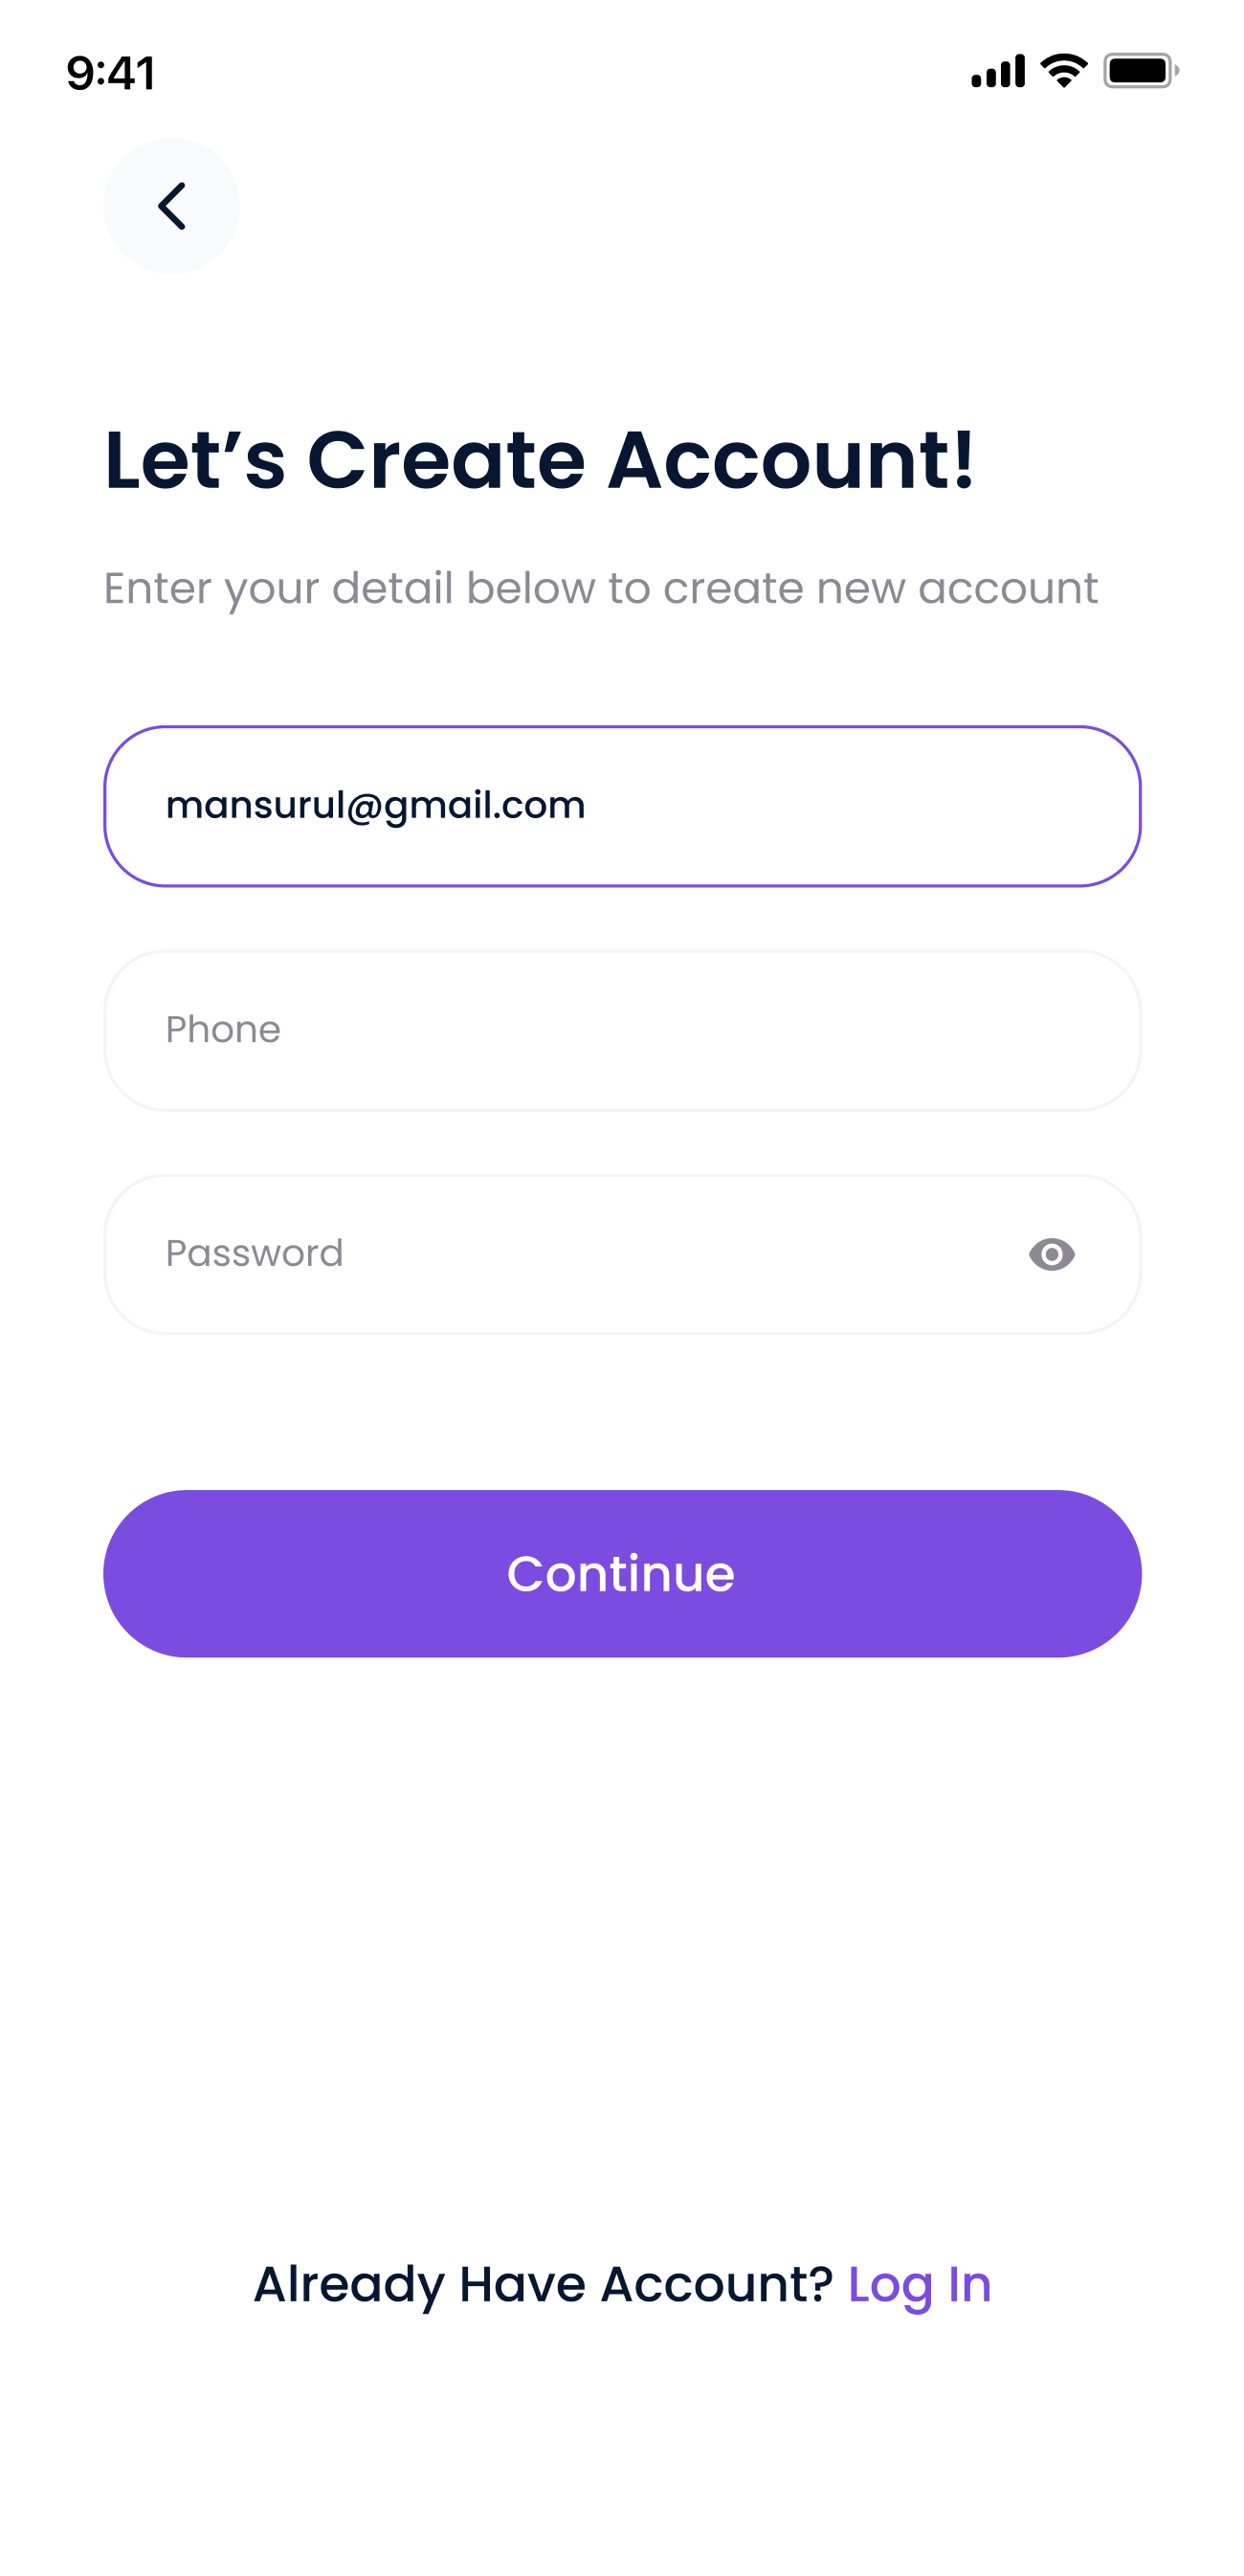 9:41
Let’s Create Account!
Enter your detail below to create new account
mansurul@gmail.com
Phone
Password
Continue
Already Have Account? Log In